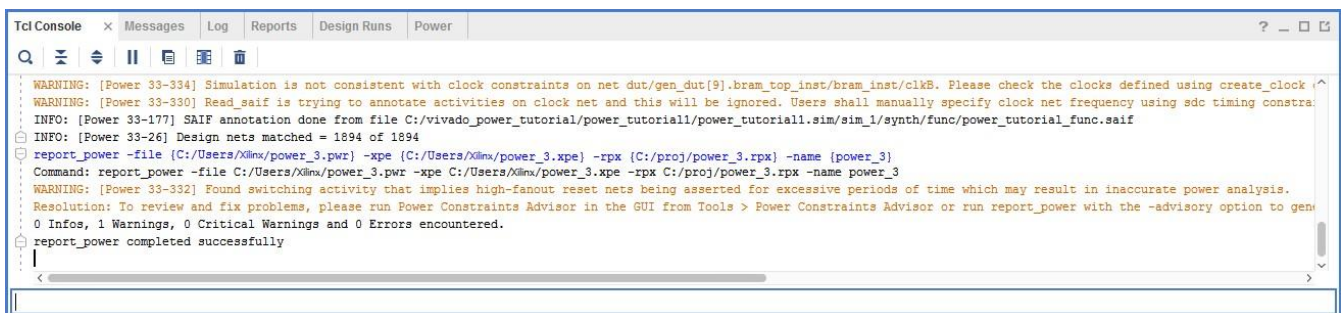 Tcl Console × Messages Log Reports Design Runs Power ? _
WARNING: [Power 33-334] Simulation is not consistent with clock constraints on net dut/gen_dut[9].bram_top_inst/bram_inst/clkB. Please check the clocks defined using create_clock
WARNING: [Power 33-330] Read_saif is trying to annotate activities on clock net and this will be ignored. Users shall manually specify clock net frequency using sdc timing constrai
INFO: [Power 33-177] SAIF annotation done from file C:/vivado_power_tutorial/power_tutorial1/power_tutorial1.sim/sim_1/synth/func/power_tutorial_func.saif
INFO: [Power 33-26] Design nets matched = 1894 of 1894
report_power -file {C:/Users/Xilinx/power_3.pwr} -xpe {C:/Users/Xilinx/power_3.xpe} -rpx {C:/proj/power_3.rpx} -name {power_3}
Command: report_power -file C:/Users/Xilinx/power_3.pwr -xpe C:/Users/Xilinx/power_3.xpe -rpx C:/proj/power_3.rpx -name power_3
WARNING: [Power 33-332] Found switching activity that implies high-fanout reset nets being asserted for excessive periods of time which may result in inaccurate power analysis.
Resolution: To review and fix problems, please run Power Constraints Advisor in the GUI from Tools > Power Constraints Advisor or run report_power with the -advisory option to gene
0 Infos, 1 Warnings, 0 Critical Warnings and 0 Errors encountered.
report_power completed successfully